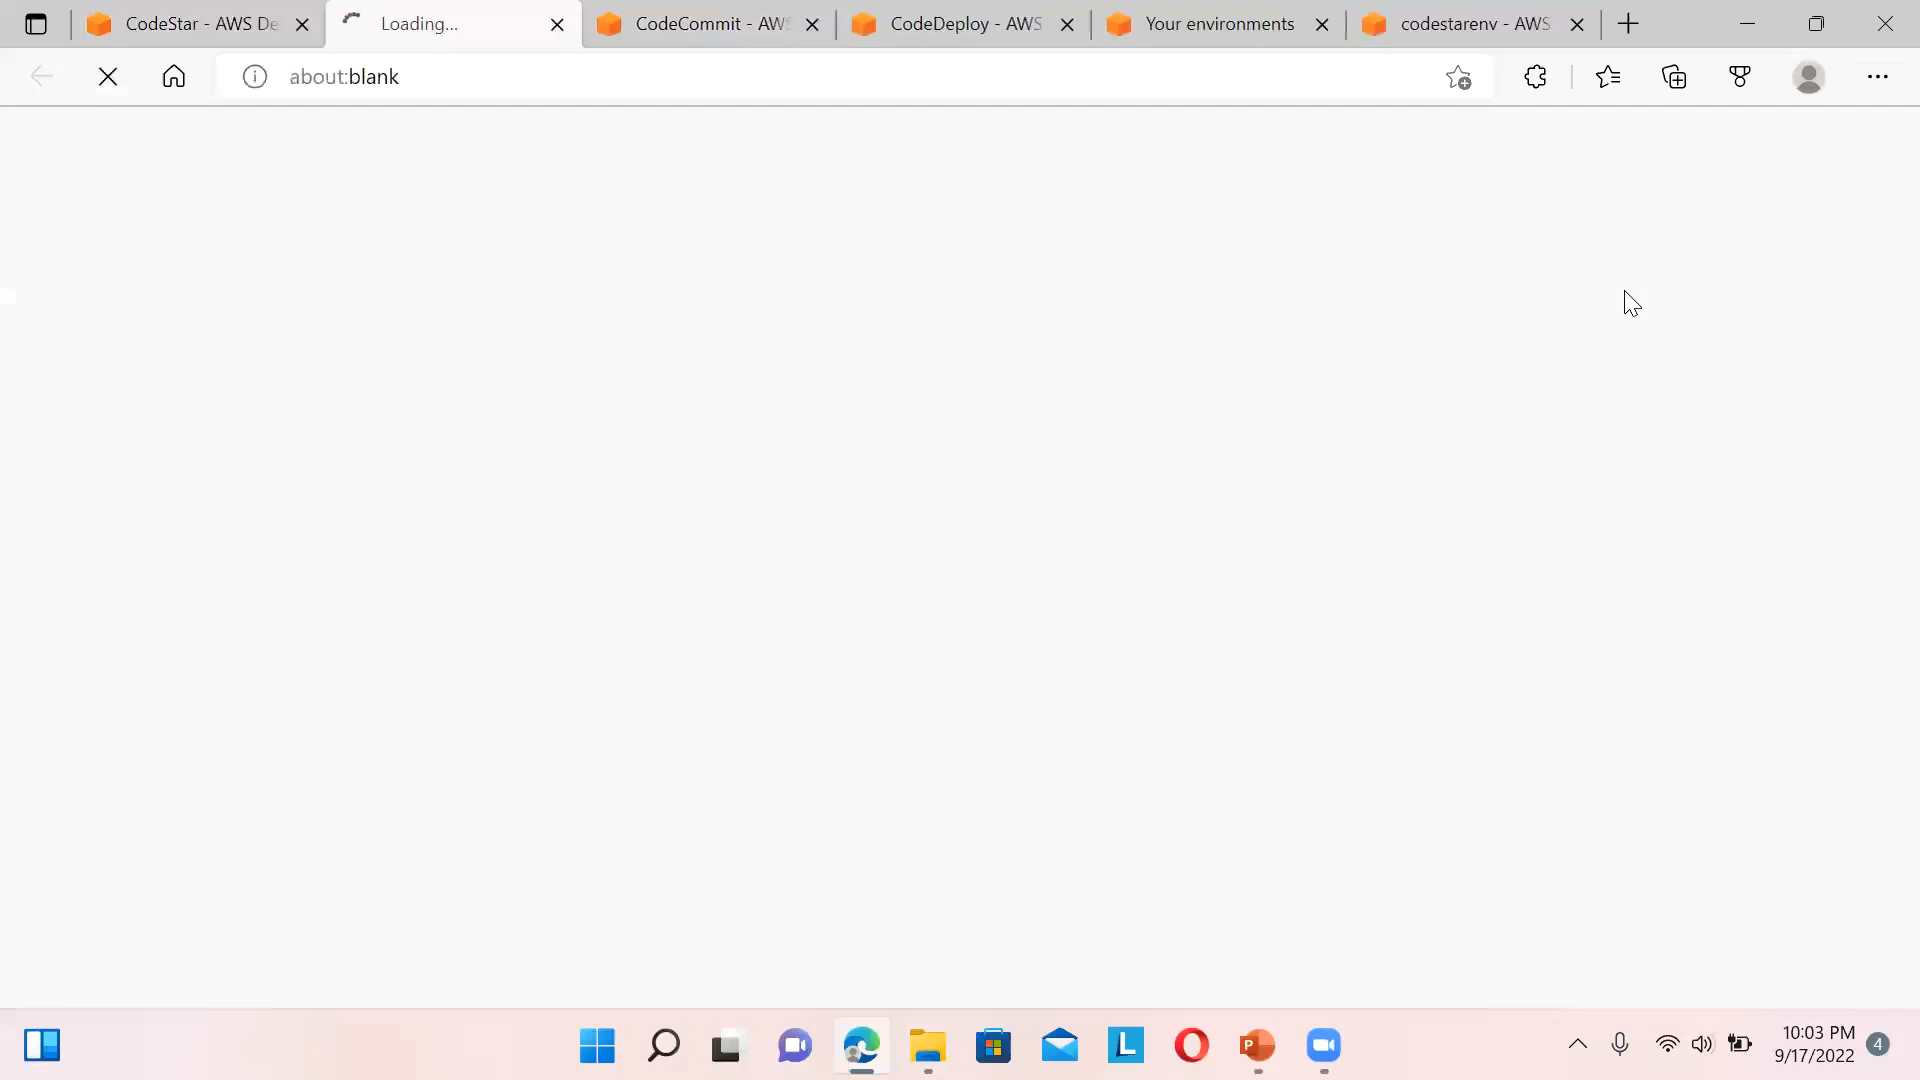 CodeStar - AWS De
Loading...
CodeCommit - AWS
CodeDeploy - AWS
Your environments
codestarenv - AWS
about:blank
10:03 PM
9/17/2022
4